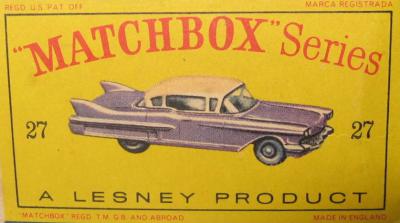 REGD. U.S. PAT. OFF. MARCA REGISTRADA
"MATCHBOX" Series
27 27
A LESNEY PRODUCT
"MATCHBOX" REGD. T.M. G.B. AND ABROAD MADE IN ENGLAND